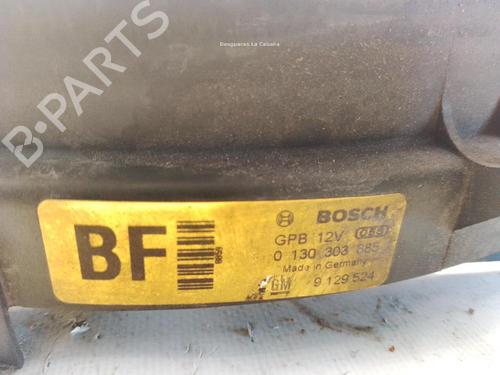 Desguaces La Cabaña
B-PARTS
BF
BOSCH
GPB 12V
0 130 303 885
Made in Germany
GM 9 129 524